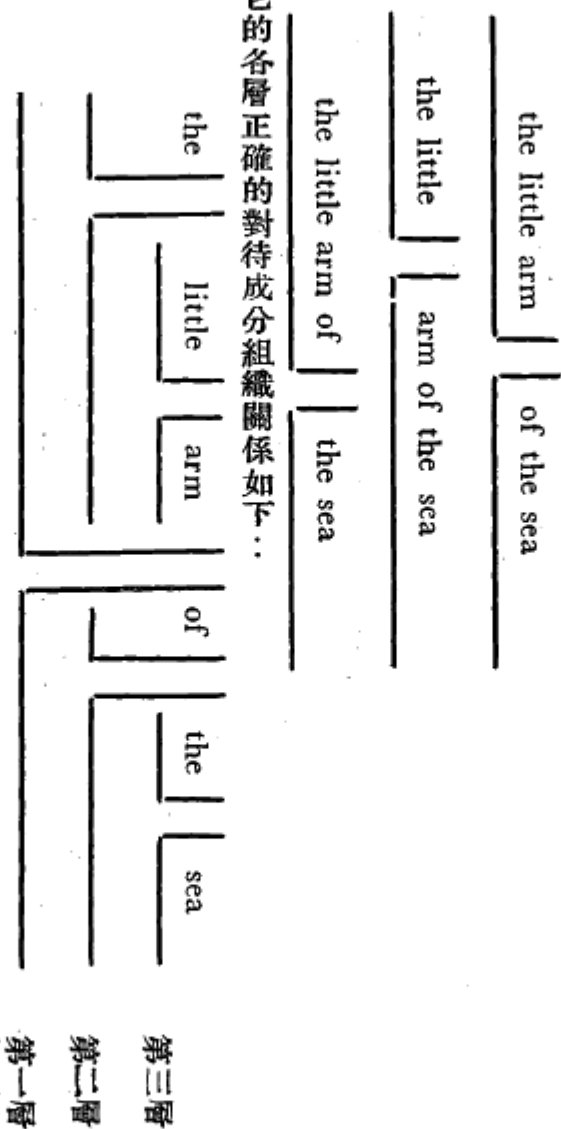 the little arm of the sea
the little arm of the sea
the little arm of the sea
的各層正確的對待成分組織關係如下：
the little arm of the sea
第三層
第二層
第一層